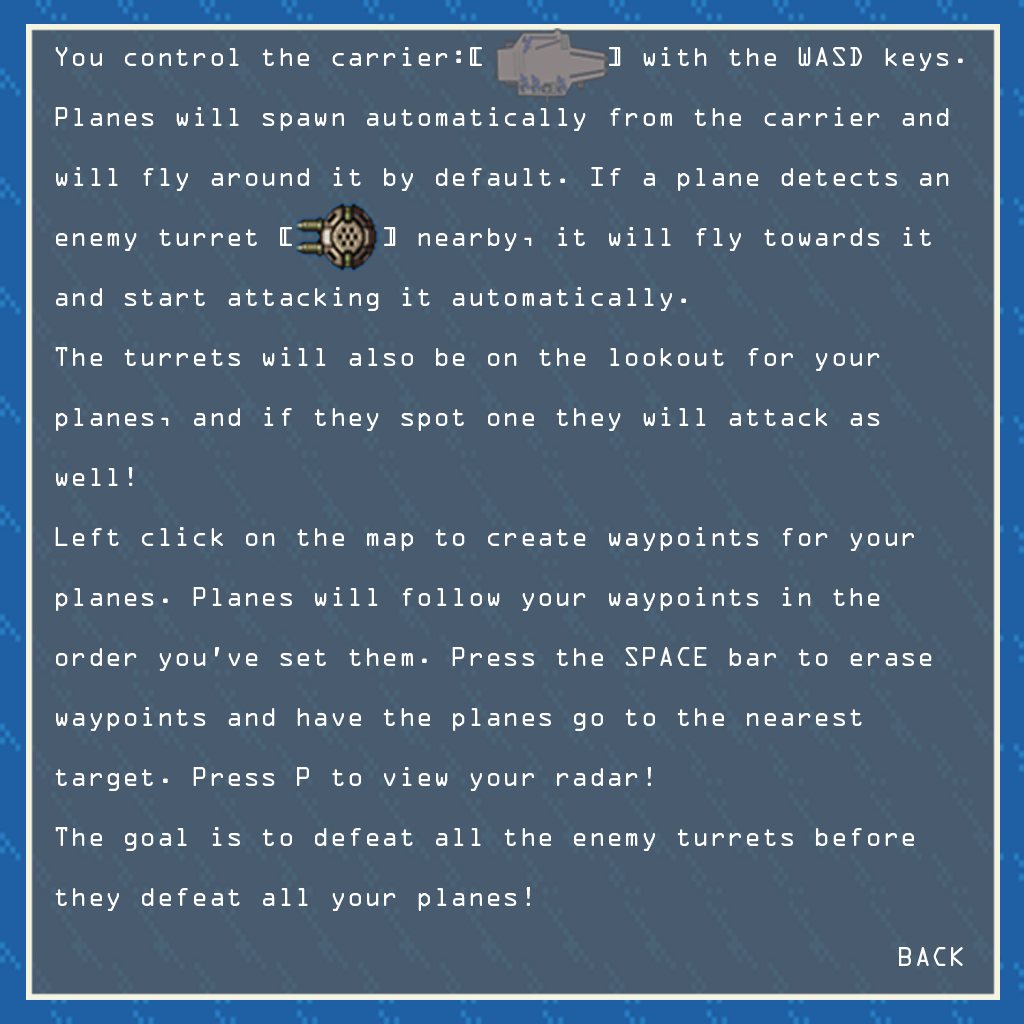 You control the carrier:[ ] with the WASD keys.
Planes will spawn automatically from the carrier and
will fly around it by default. If a plane detects an
enemy turret [ ] nearby, it will fly towards it
and start attacking it automatically.
The turrets will also be on the lookout for your
planes, and if they spot one they will attack as
well!
Left click on the map to create waypoints for your
planes. Planes will follow your waypoints in the
order you've set them. Press the SPACE bar to erase
waypoints and have the planes go to the nearest
target. Press P to view your radar!
The goal is to defeat all the enemy turrets before
they defeat all your planes!
BACK